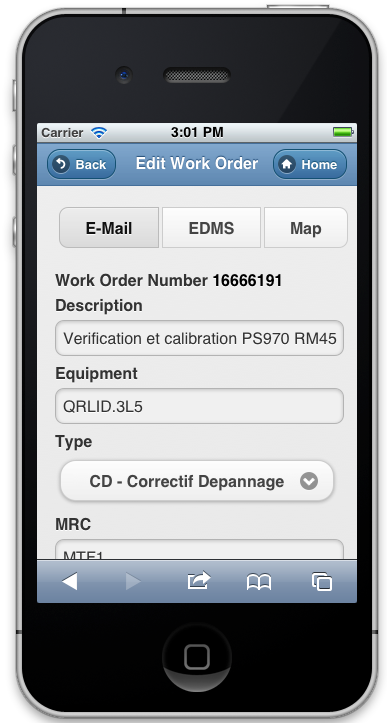 Carrier 3:01 PM
Back Edit Work Order Home
E-Mail EDMS Map
Work Order Number 16666191
Description
Verification et calibration PS970 RM45
Equipment
QRLID.3L5
Type
CD - Correctif Depannage
MRC
MTF1